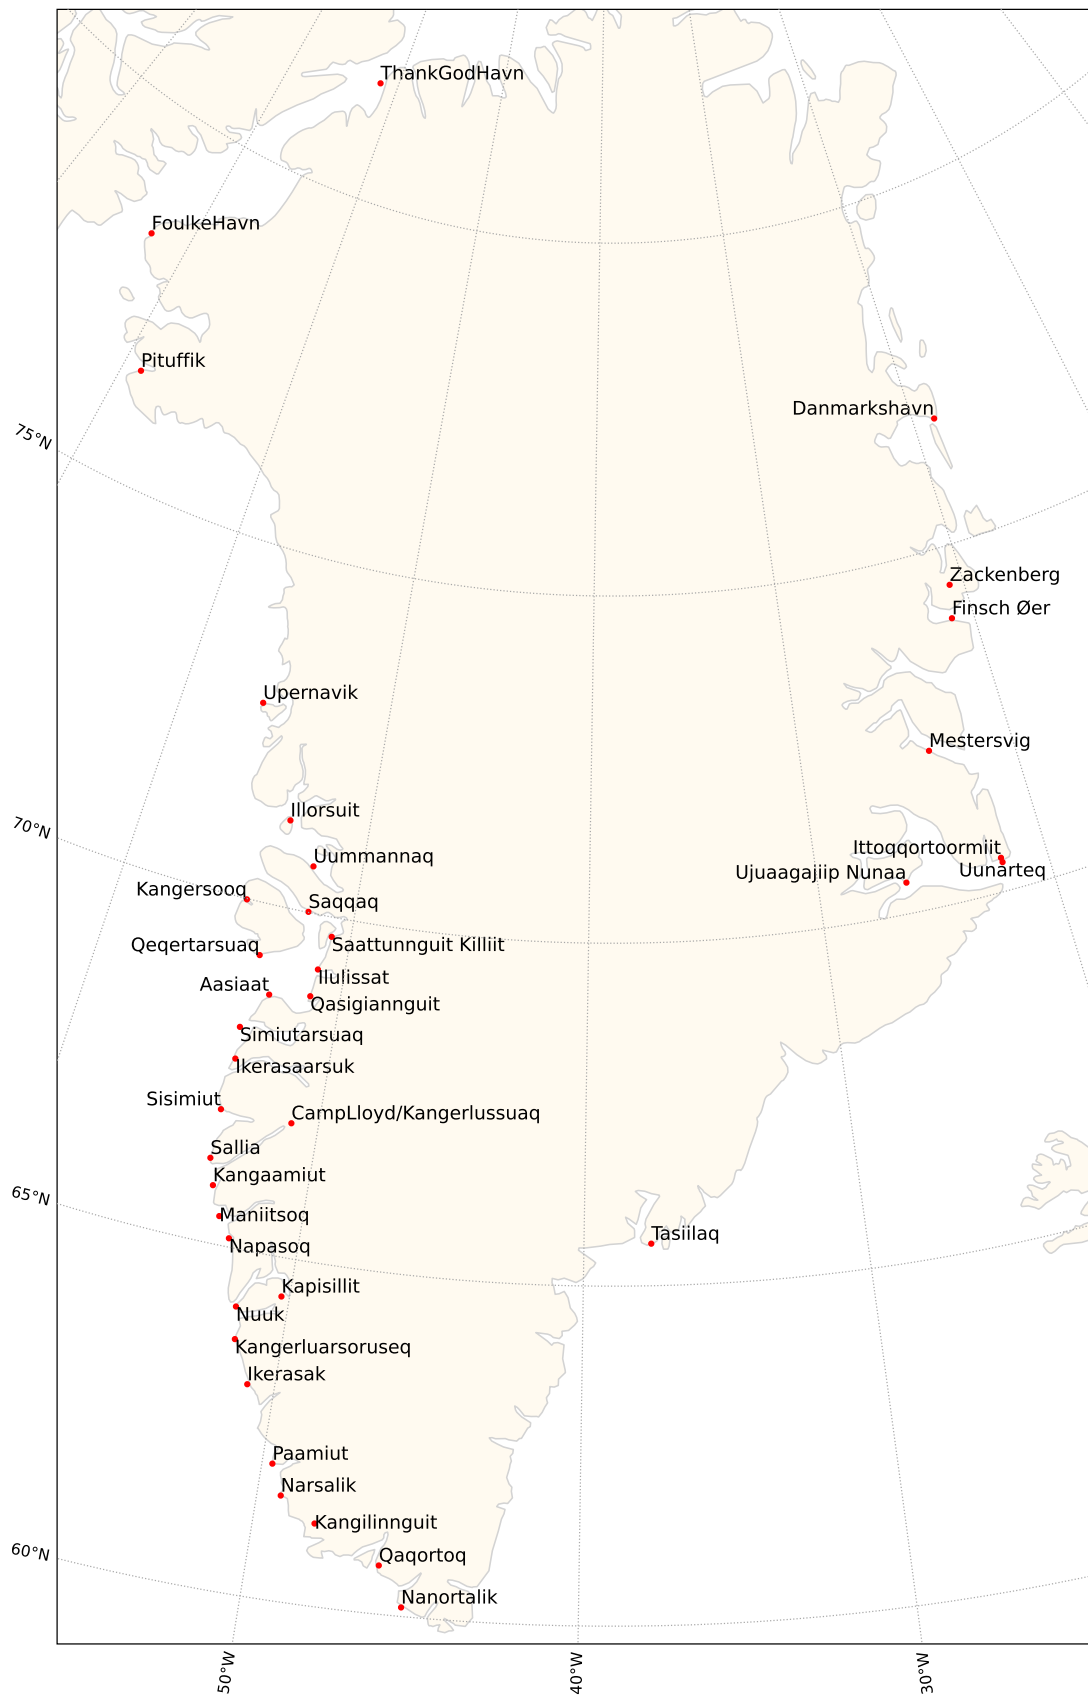 ThankGodHavn
FoulkeHavn
Pituffik
Danmarkshavn
75°N
Zackenberg
Finsch Øer
Upernavik
Mestersvig
Illorsuit
70°N
Ittoqqortoormiit
Uummannaq
Uunarteq
Ujuaagajiip Nunaa
Kangersooq
Saqqaq
Qeqertarsuaq
Saattunnguit Killiit
Ilulissat
Aasiaat
Qasigiannguit
Simiutarsuaq
Ikerasaarsuk
Sisimiut
CampLloyd/Kangerlussuaq
Sallia
Kangaamiut
65°N
Maniitsoq
Tasiilaq
Napasoq
Kapisillit
Nuuk
Kangerluarsoruseq
Ikerasak
Paamiut
Narsalik
Kangilinnguit
60°N
Qaqortoq
Nanortalik
50°W
40°W
30°W